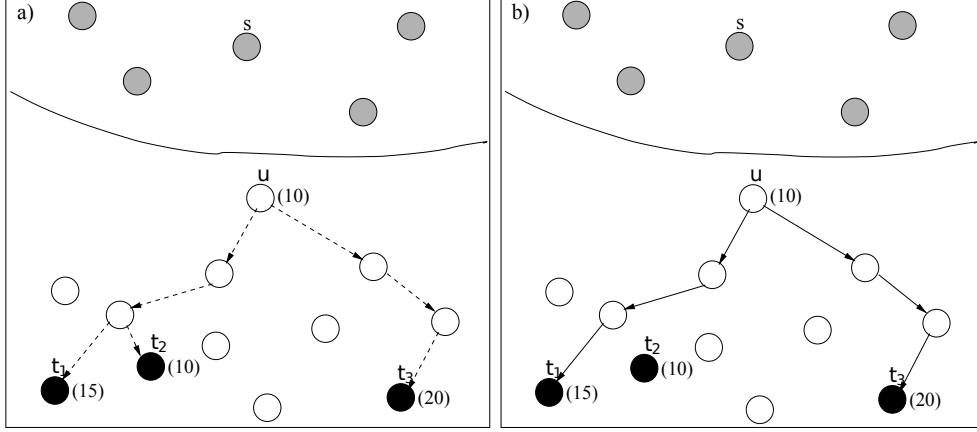 a)
s
u
(10)
t₁
(15)
t₂
(10)
t₃
(20)
b)
s
u
(10)
t₁
(15)
t₂
(10)
t₃
(20)